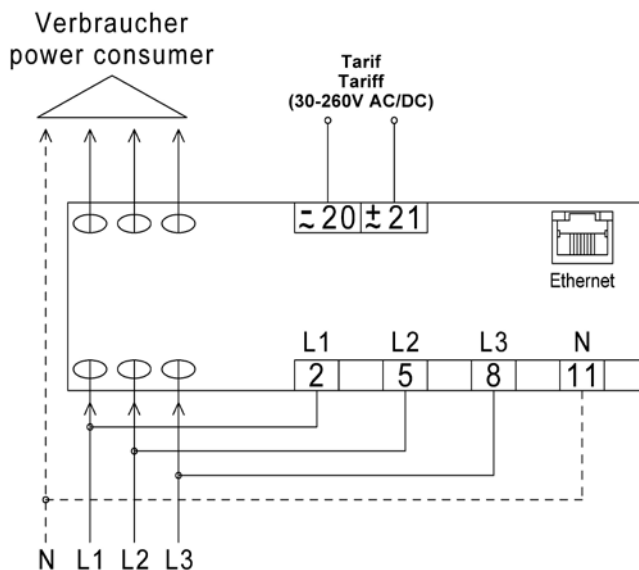 Verbraucher
power consumer
Tarif
Tariff
(30-260V AC/DC)
-
~ 20 ±
~ 21
Ethernet
L1 L2 L3 N
2 5 8 11
N L1 L2 L3